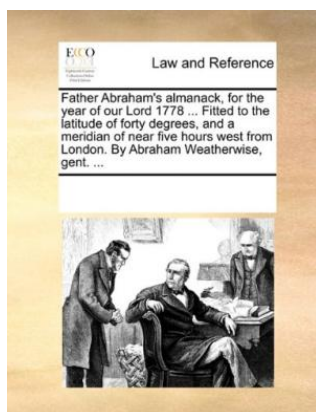 ECCO
Law and Reference
Father Abraham's almanack, for the
year of our Lord 1778 ... Fitted to the
latitude of forty degrees, and a
meridian of near five hours west from
London. By Abraham Weatherwise,
gent. ...